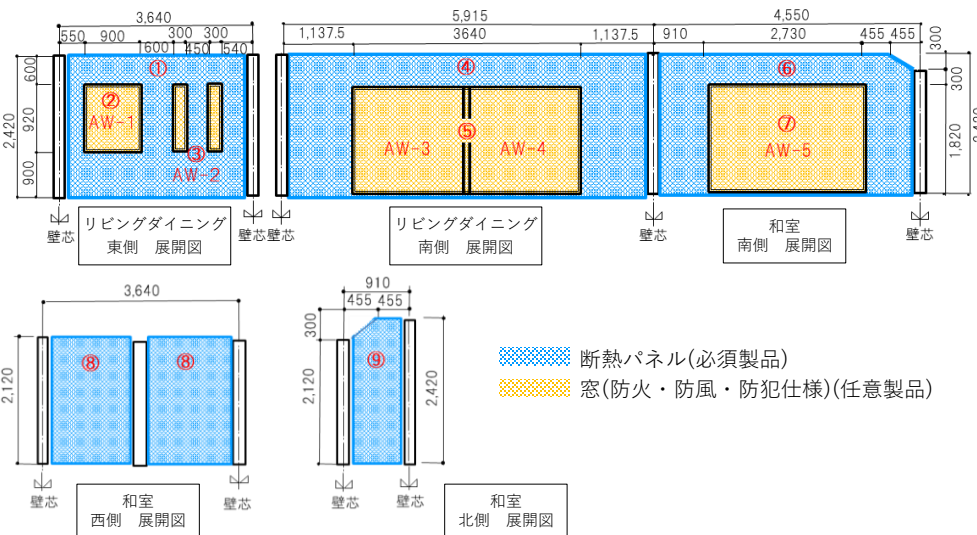 3,640
550 900 600 300 450 300 540
2,420
600
920
900
①
②
AW-1
③
AW-2
壁芯
壁芯
リビングダイニング
東側 展開図
5,915
1,137.5 3640 1,137.5
④
⑤
AW-3
AW-4
壁芯
壁芯
リビングダイニング
南側 展開図
4,550
910 2,730 455 455
300
300
1,820
⑥
⑦
AW-5
壁芯
和室
南側 展開図
3,640
2,120
⑧
⑧
壁芯
壁芯
和室
西側 展開図
910
455 455
300
2,120
2,420
⑨
壁芯
壁芯
和室
北側 展開図
断熱パネル(必須製品)
窓(防火・防風・防犯仕様)(任意製品)